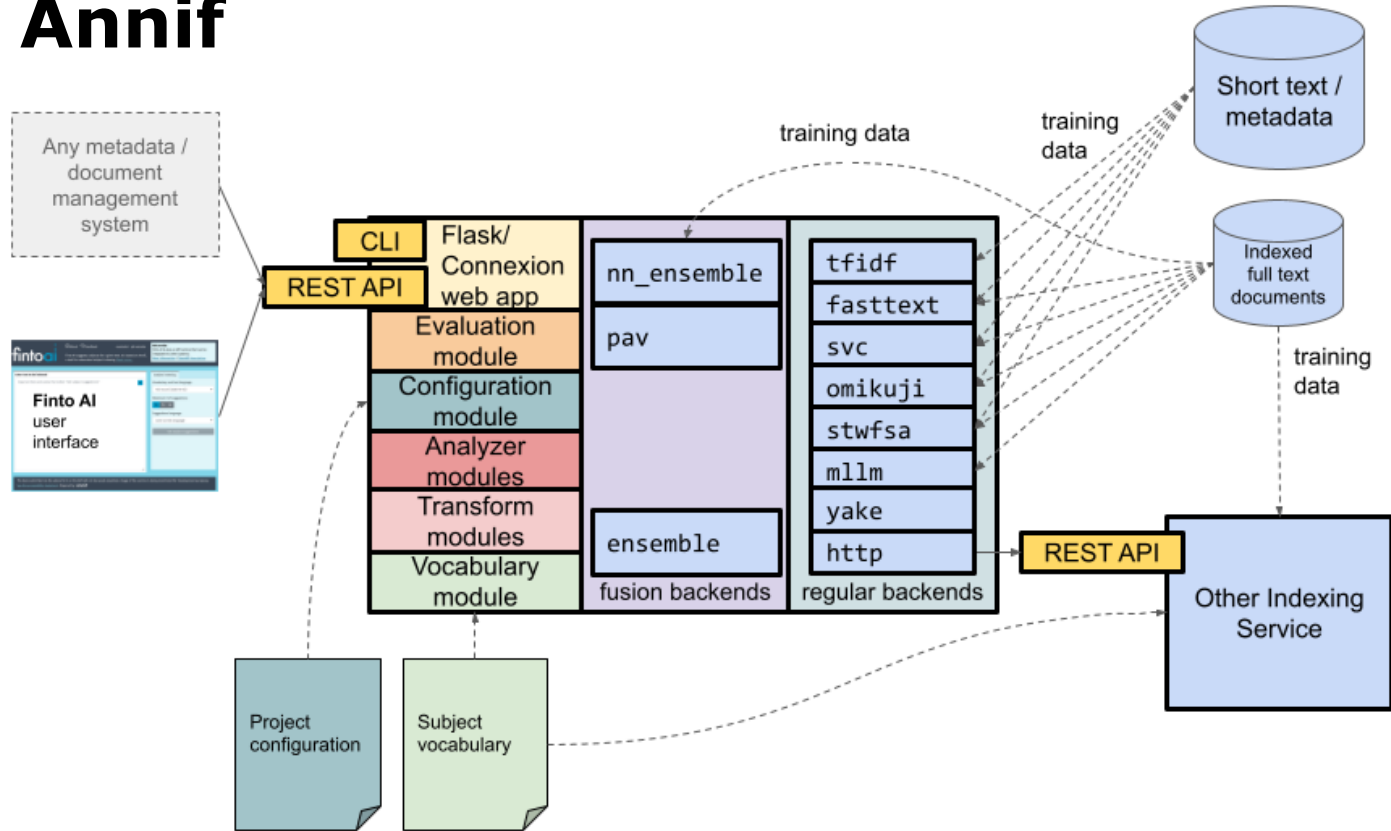 Annif
Any metadata /
document
management
system
fintoai
Finto AI
user
interface
CLI
REST API
Flask/
Connexion
web app
Evaluation
module
Configuration
module
Analyzer
modules
Transform
modules
Vocabulary
module
nn_ensemble
pav
ensemble
fusion backends
tfidf
fasttext
svc
omikuji
stwfsa
mllm
yake
http
regular backends
training data
training
data
Short text /
metadata
Indexed
full text
documents
training
data
REST API
Other Indexing
Service
Project
configuration
Subject
vocabulary